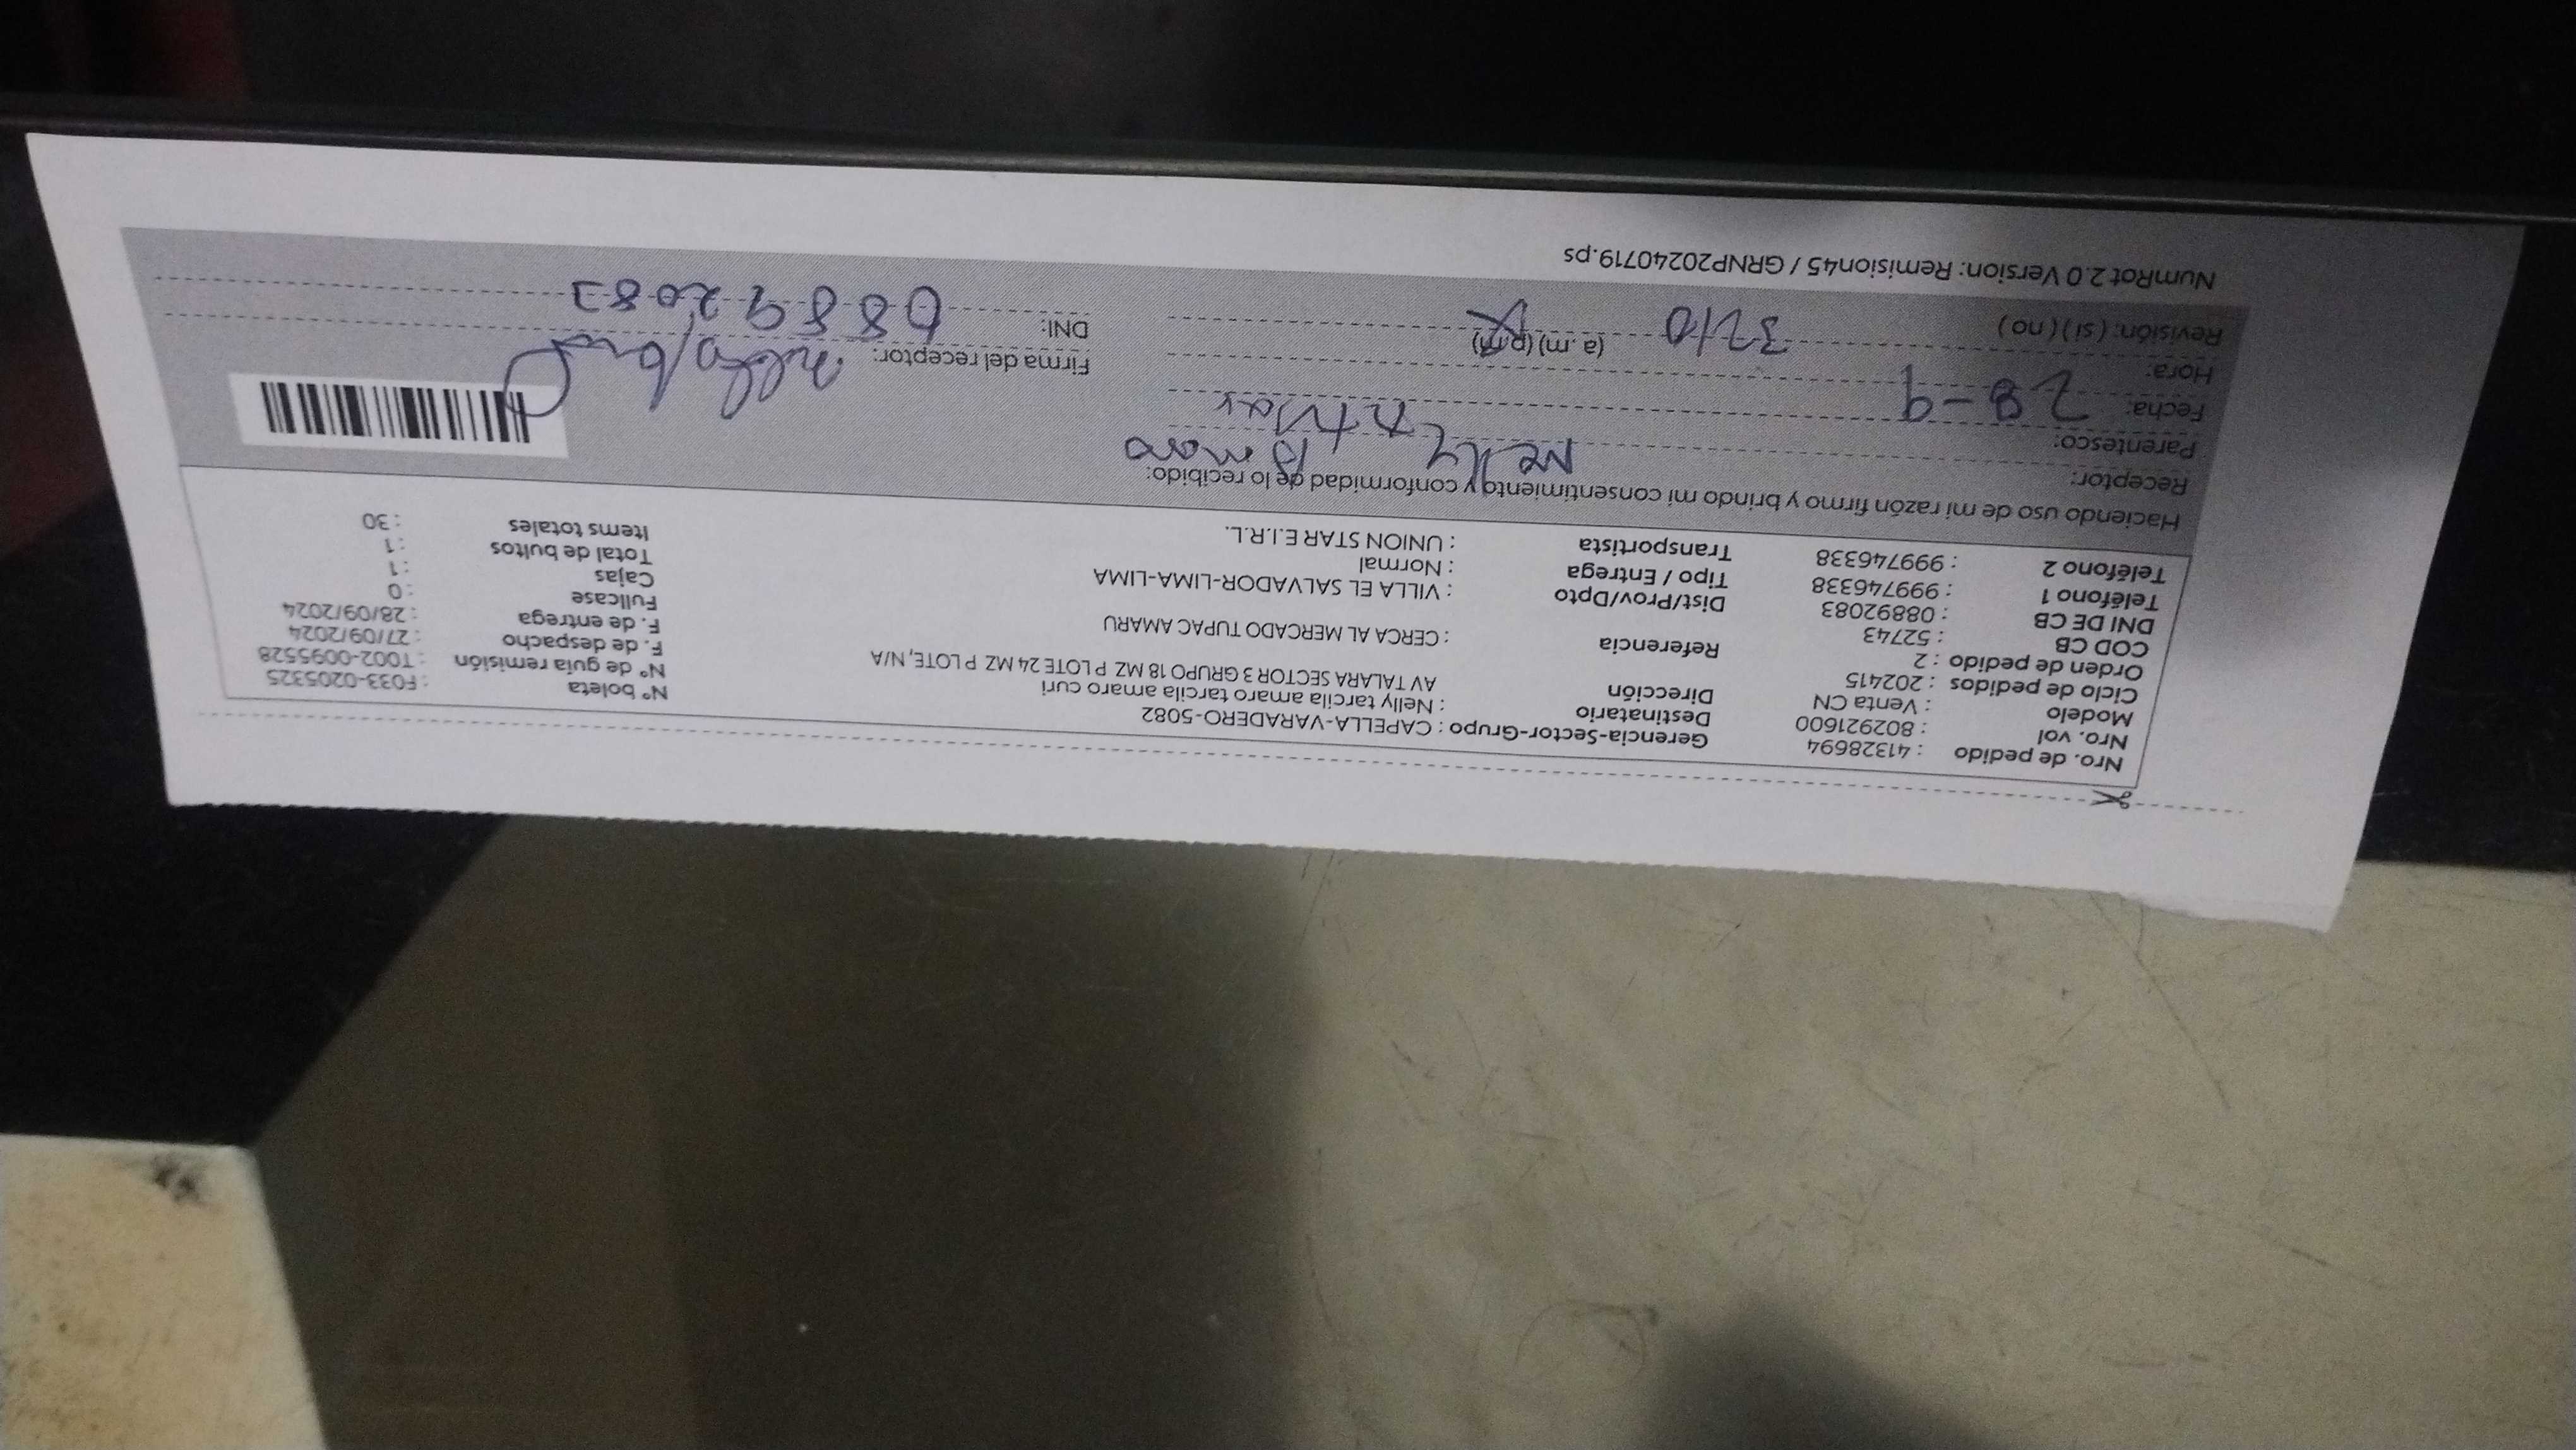 Nro. de pedido : 41328694
Nro. vol : 802921600
Modelo : Venta CN
Ciclo de pedidos : 202415
Orden de pedido : 2
COD CB : 52743
DNI DE CB : 08892083
Teléfono 1 : 999746338
Teléfono 2 : 999746338
Gerencia-Sector-Grupo : CAPELLA-VARADERO-5082
Destinatario : Nelly tarcila amaro tarcila amaro curi
Dirección AV TALARA SECTOR 3 GRUPO 18 MZ P LOTE 24 MZ P LOTE, N/A
Referencia : CERCA AL MERCADO TUPAC AMARU
Dist/Prov/Dpto : VILLA EL SALVADOR-LIMA-LIMA
Tipo / Entrega : Normal
Transportista : UNION STAR E.I.R.L.
N° boleta : F033-0205325
N° de guía remisión : T002-0095528
F. de despacho : 27/09/2024
F. de entrega : 28/09/2024
Fullcase : 0
Cajas : 1
Total de bultos : 1
Items totales : 30
Haciendo uso de mi razón firmo y brindo mi consentimiento y conformidad de lo recibido:
Receptor: Nelly
Parentesco:
Fecha: 28-9
Hora: (a.m) (p.m)
Revisión: (si) (no)
Firma del receptor:
DNI: 08892083
NumRot 2.0 Version: Remision45 / GRNP20240719.ps